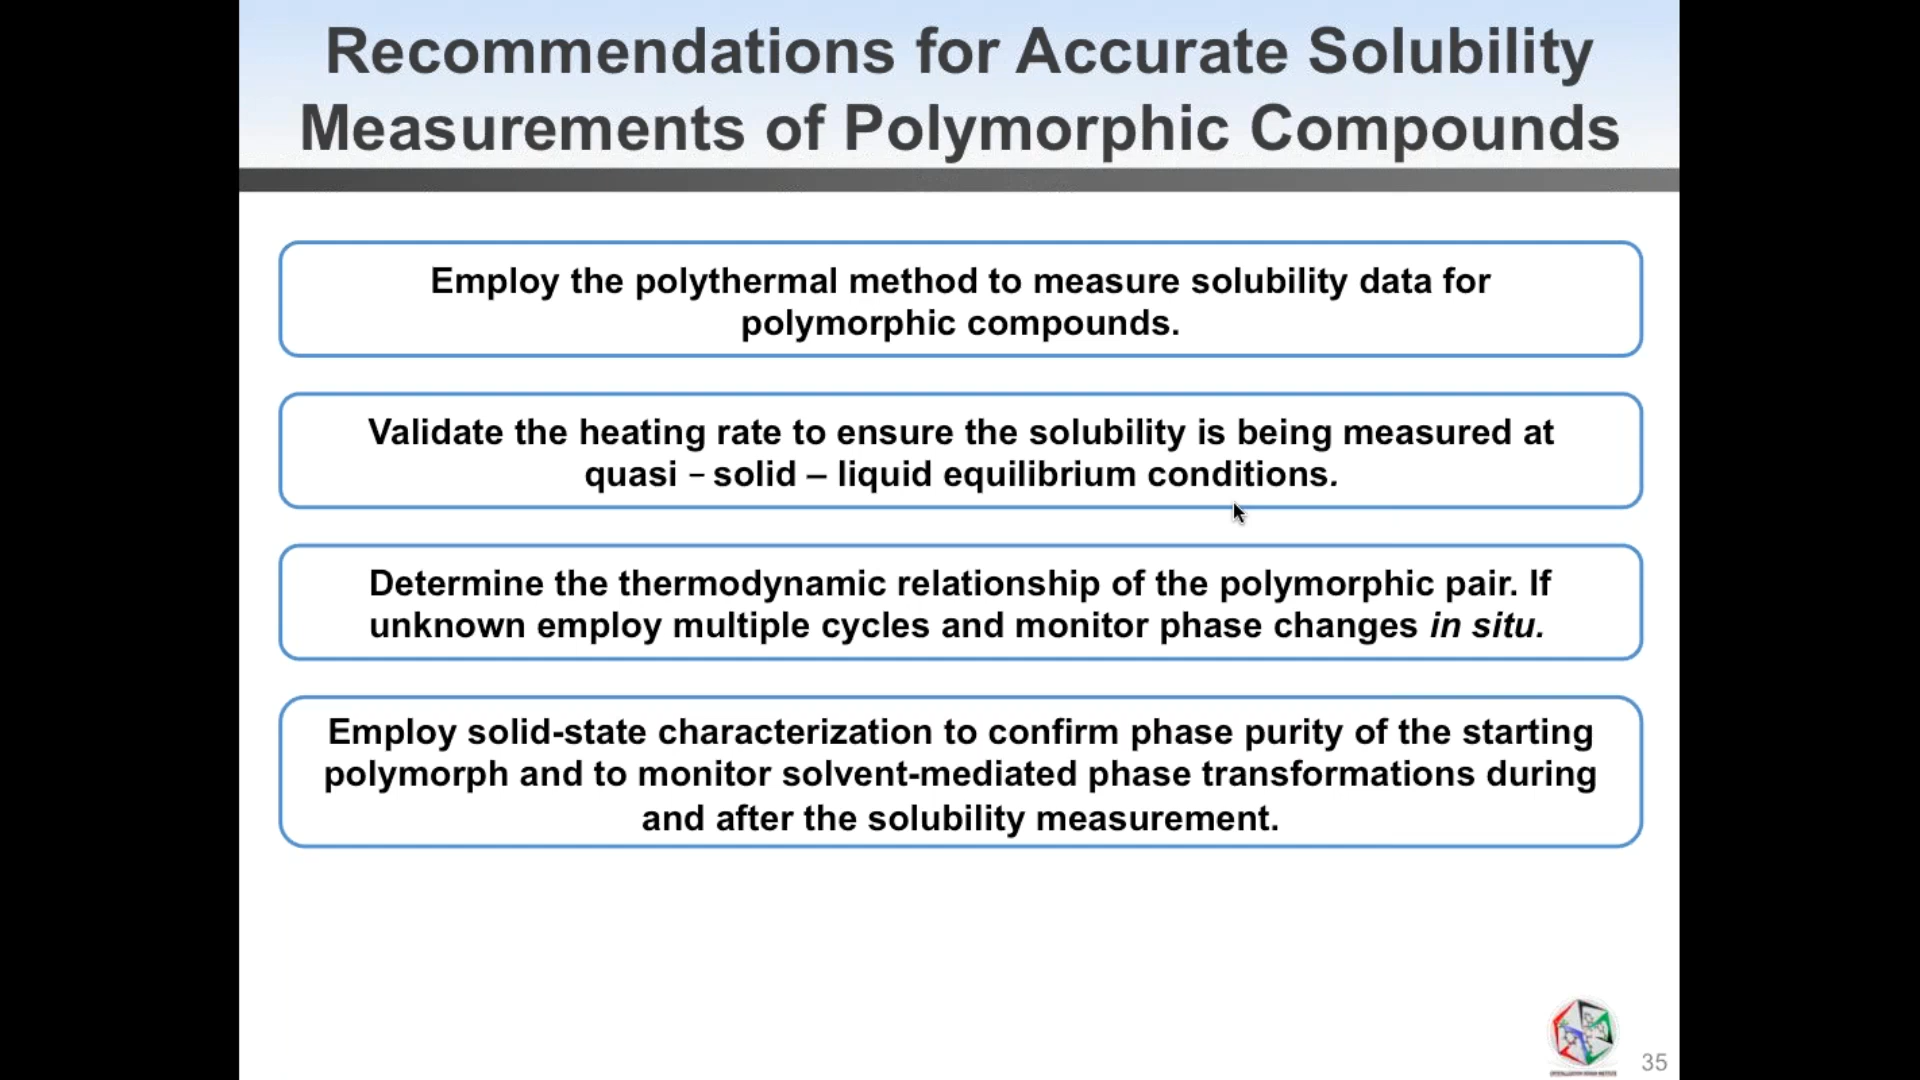 Recommendations for Accurate Solubility
Measurements of Polymorphic Compounds
Employ the polythermal method to measure solubility data for
polymorphic compounds.
Validate the heating rate to ensure the solubility is being measured at
quasi – solid – liquid equilibrium conditions.
Determine the thermodynamic relationship of the polymorphic pair. If
unknown employ multiple cycles and monitor phase changes in situ.
Employ solid-state characterization to confirm phase purity of the starting
polymorph and to monitor solvent-mediated phase transformations during
and after the solubility measurement.
35